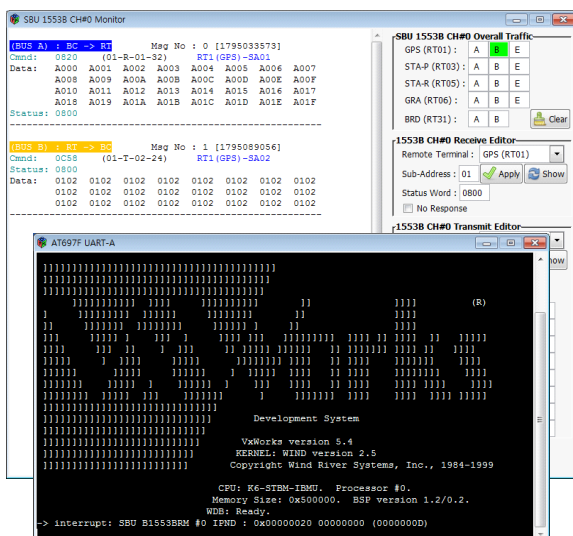 SBU 1553B CH#0 Monitor
(BUS A) : BC -> RT Msg No : 0 [1795033573]
Cmnd: 0820 (01-R-01-32) RT1(GPS)-SA01
Data: A000 A001 A002 A003 A004 A005 A006 A007
A008 A009 A00A A00B A00C A00D A00E A00F
A010 A011 A012 A013 A014 A015 A016 A017
A018 A019 A01A A01B A01C A01D A01E A01F
Status: 0800
(BUS B) : RT -> BC Msg No : 1 [1795089056]
Cmnd: 0C58 (01-T-02-24) RT1(GPS)-SA02
Status: 0800
Data: 0102 0102 0102 0102 0102 0102 0102 0102
0102 0102 0102 0102 0102 0102 0102 0102
0102 0102 0102 0102 0102 0102 0102 0102
SBU 1553B CH#0 Overall Traffic
GPS (RT01) : A B E
STA-P (RT03) : A B E
STA-R (RT05) : A B E
GRA (RT06) : A B E
BRD (RT31) : A B Clear
1553B CH#0 Receive Editor
Remote Terminal : GPS (RT01)
Sub-Address : 01 Apply Show
Status Word : 0800
No Response
1553B CH#0 Transmit Editor
AT697F UART-A
(R)
Development System
VxWorks version 5.4
KERNEL: WIND version 2.5
Copyright Wind River Systems, Inc., 1984-1999
CPU: K6-STBM-IBMU. Processor #0.
Memory Size: 0x500000. BSP version 1.2/0.2.
WDB: Ready.
-> interrupt: SBU B1553BRM #0 IPND : 0x00000020 00000000 (0000000D)